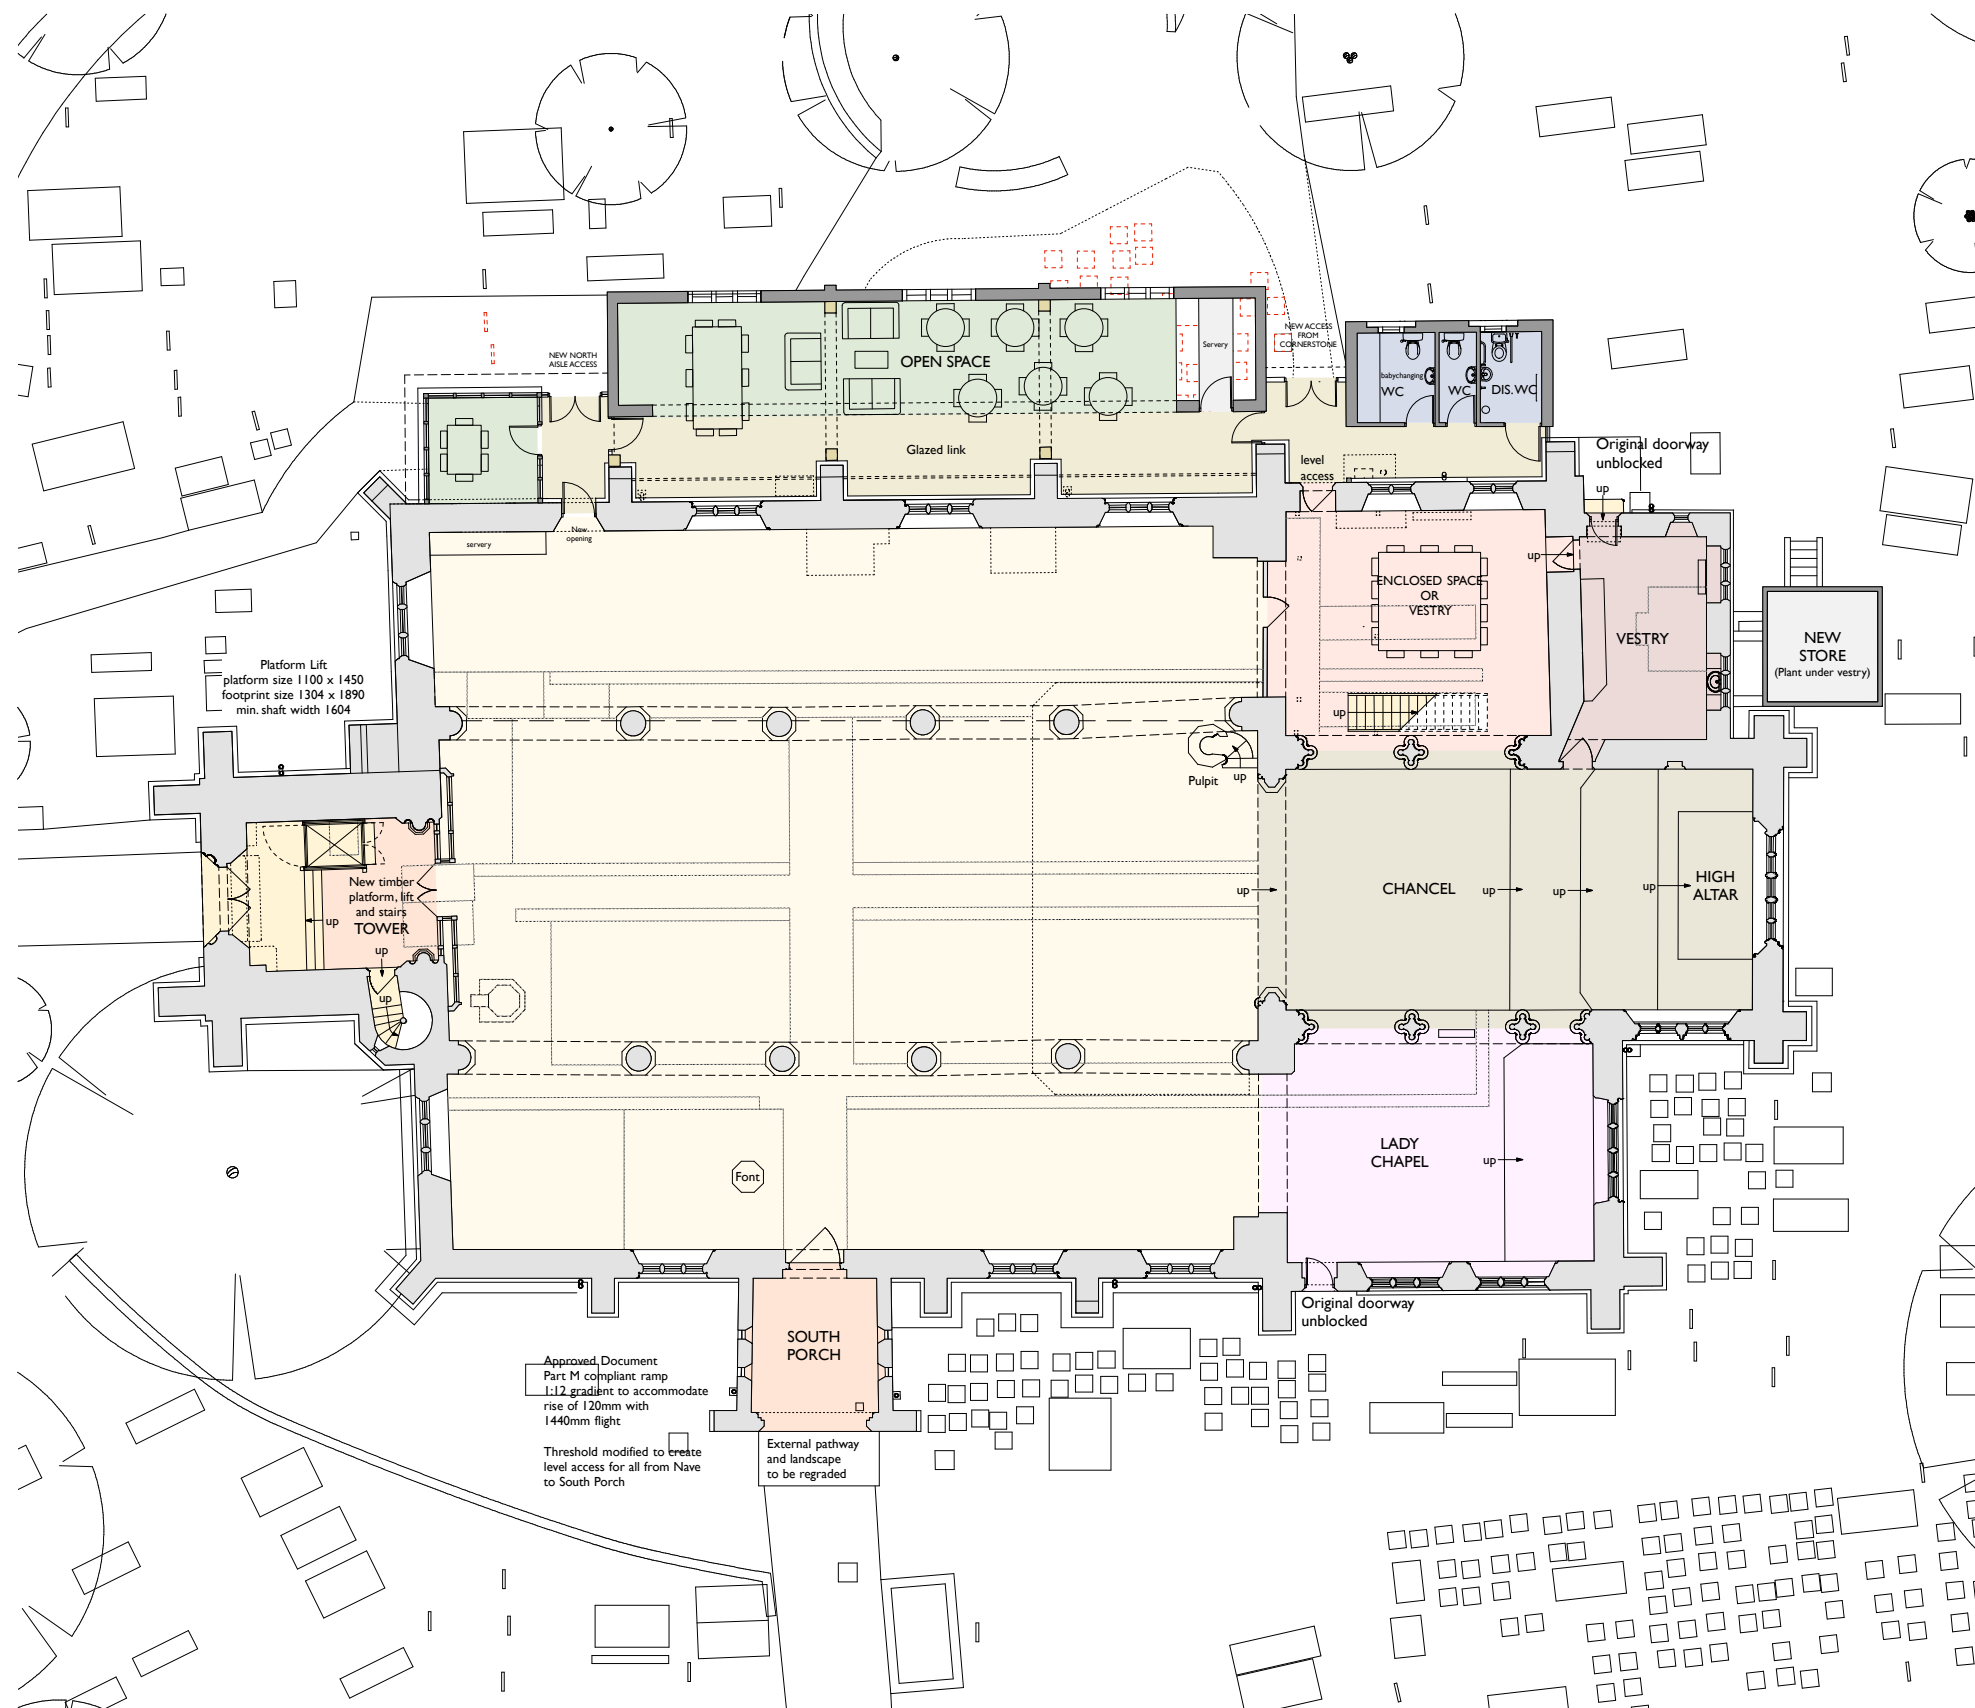 NEW NORTH
AISLE ACCESS
OPEN SPACE
Servery
NEW ACCESS
FROM
CORNERSTONE
babychanging
WC
WC
DIS. WC
Glazed link
level
access
Original doorway
unblocked
up
New
opening
servery
up
ENCLOSED SPACE
OR
VESTRY
VESTRY
NEW
STORE
(Plant under vestry)
Platform Lift
platform size 1100 x 1450
footprint size 1304 x 1890
min. shaft width 1604
up
Pulpit
up
New timber
platform, lift
and stairs
TOWER
up
up
up
up
CHANCEL
up
up
up
HIGH
ALTAR
LADY
CHAPEL
up
Font
Original doorway
unblocked
SOUTH
PORCH
Approved Document
Part M compliant ramp
1:12 gradient to accommodate
rise of 120mm with
1440mm flight
Threshold modified to create
level access for all from Nave
to South Porch
External pathway
and landscape
to be regraded